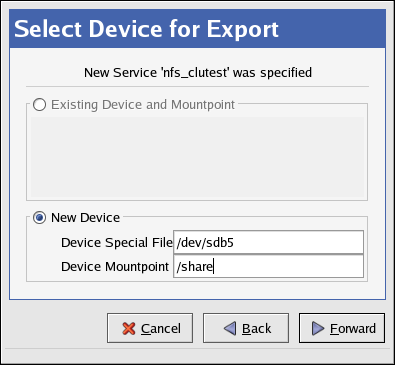 Select Device for Export
New Service 'nfs_clutest' was specified
Existing Device and Mountpoint
New Device
Device Special File /dev/sdb5
Device Mountpoint /share
Cancel Back Forward